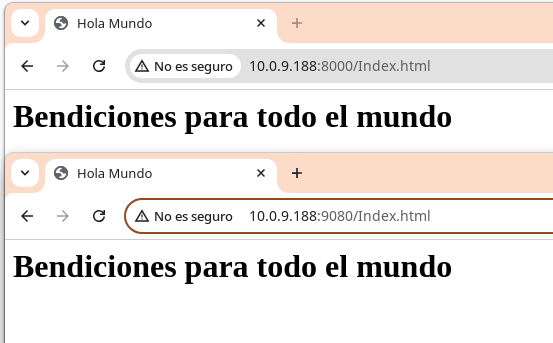 Hola Mundo
No es seguro 10.0.9.188:8000/Index.html
Bendiciones para todo el mundo
Hola Mundo
No es seguro 10.0.9.188:9080/Index.html
Bendiciones para todo el mundo